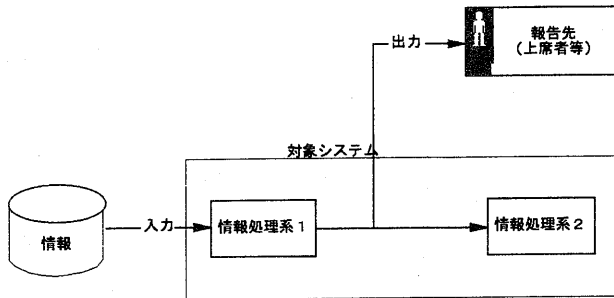 報告先
(上席者等)
出力
対象システム
情報
入力
情報処理系1
情報処理系2